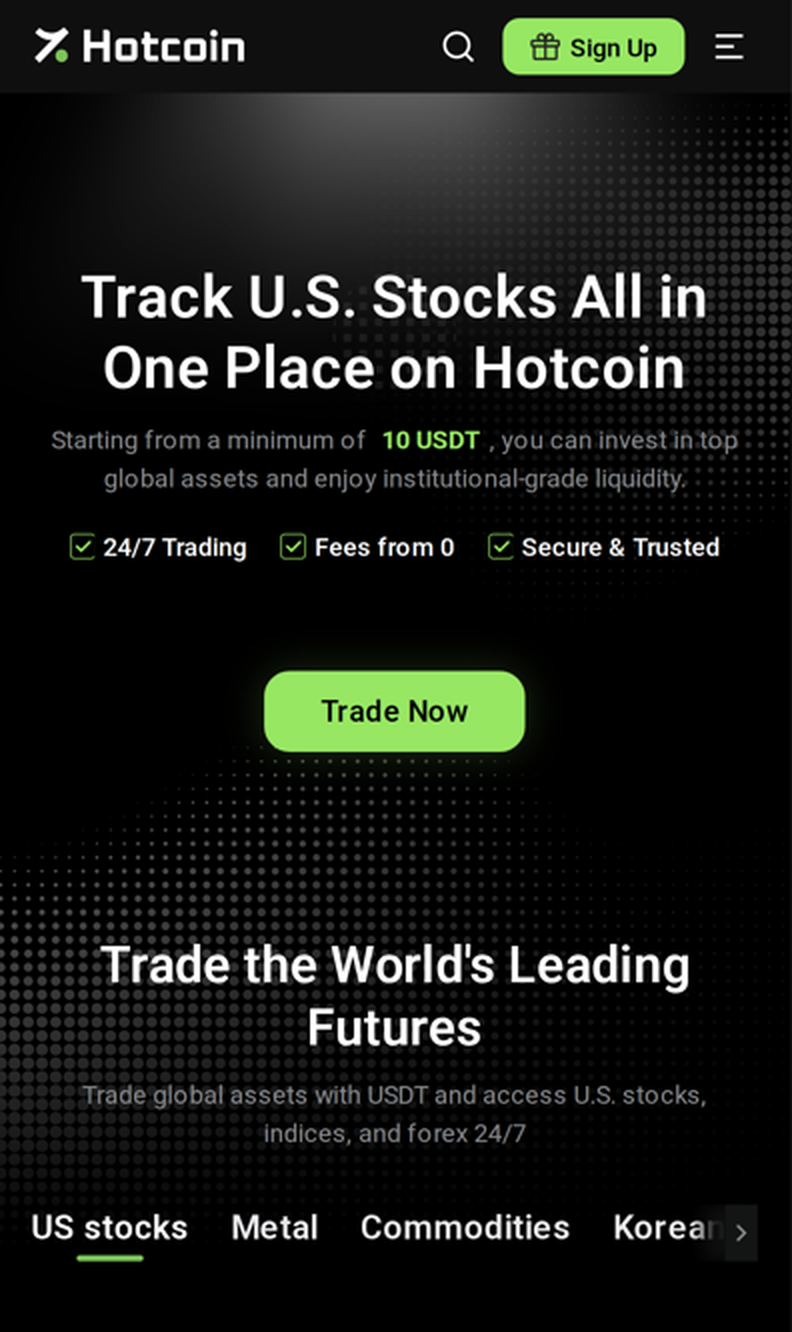 Hotcoin
Sign Up
Track U.S. Stocks All in
One Place on Hotcoin
Starting from a minimum of 10 USDT , you can invest in top
global assets and enjoy institutional-grade liquidity.
24/7 Trading Fees from 0 Secure & Trusted
Trade Now
Trade the World's Leading
Futures
Trade global assets with USDT and access U.S. stocks,
indices, and forex 24/7
US stocks Metal Commodities Korean